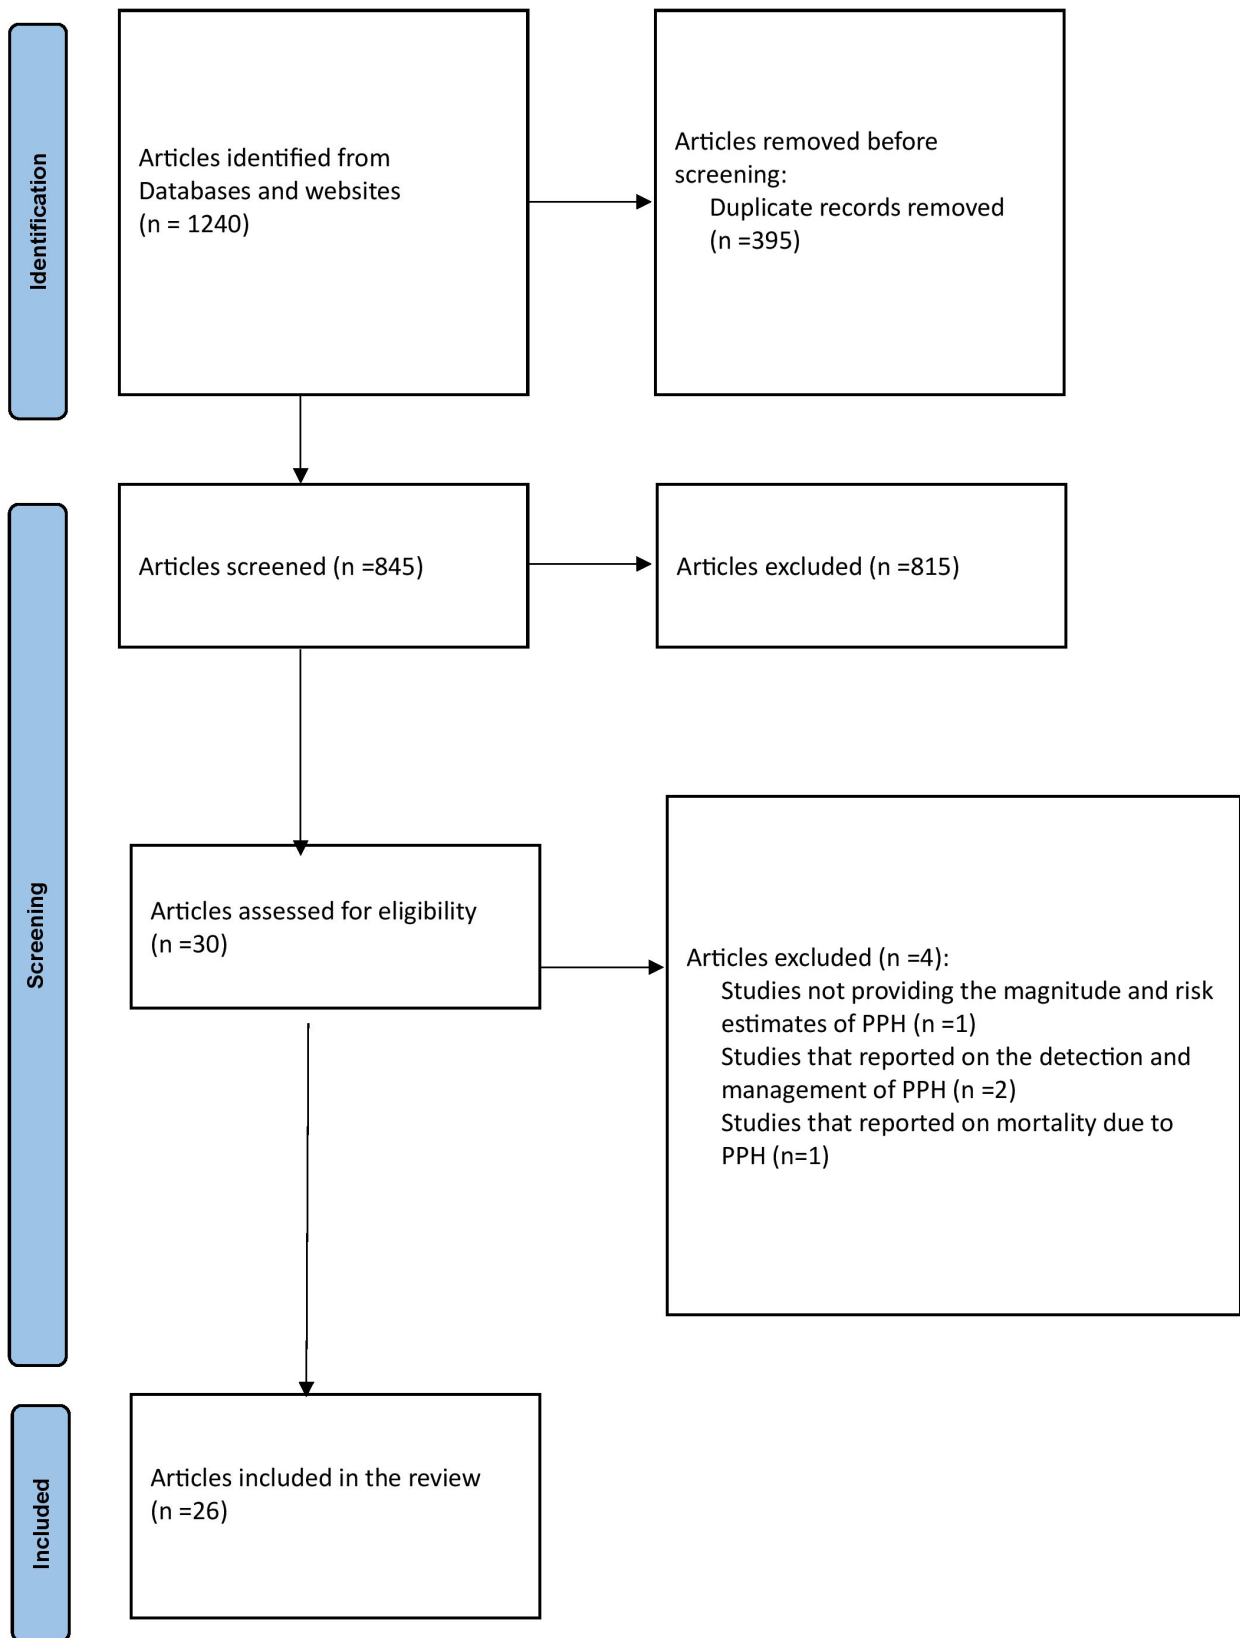 Identification
Articles identified from
Databases and websites
(n = 1240)
Articles removed before
screening:
Duplicate records removed
(n =395)
Screening
Articles screened (n =845)
Articles excluded (n =815)
Articles assessed for eligibility
(n =30)
Articles excluded (n =4):
Studies not providing the magnitude and risk
estimates of PPH (n =1)
Studies that reported on the detection and
management of PPH (n =2)
Studies that reported on mortality due to
PPH (n=1)
Included
Articles included in the review
(n =26)